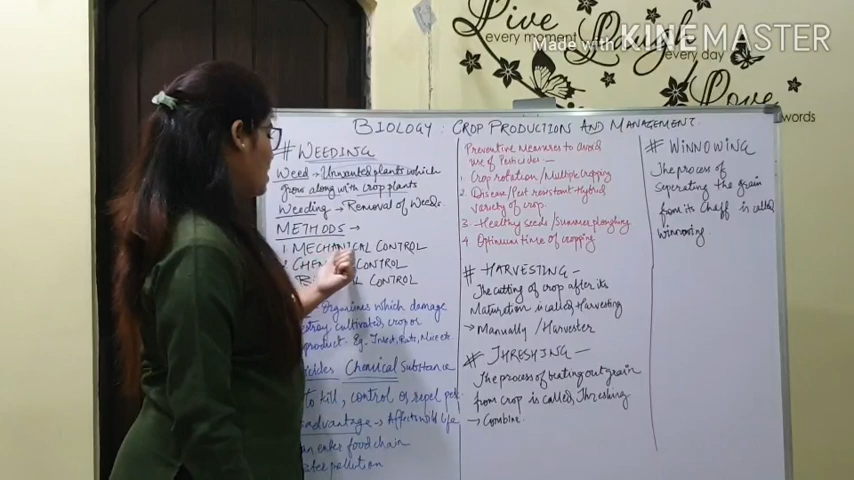 Live
every moment
Laugh
every day
Love
words
Made with KINEMASTER
BIOLOGY : CROP PRODUCTION AND MANAGEMENT
# WEEDING
Weed → Unwanted plants which
grow along with crop plants
Weeding → Removal of Weeds
METHODS →
1 MECHANICAL CONTROL
CONTROL
CONTROL
Organisms which damage
cultivated crop or
product - Eg. Insect, Rats, Mice etc.
Chemical Substance
to kill, control or repel
→ Affects wild life
enter food chain
pollution
Preventive Measures to avoid
use of Pesticides -
1 Crop rotation/Multiple Cropping
2 Disease/Pest resistant Hybrid
variety of crop
3 - Healthy seeds/Summer ploughing
4 Optimum time of cropping
# HARVESTING -
The cutting of crop after its
Maturation is called Harvesting
→ Manually / Harvester
# THRESHING -
The process of beating out grain
from crop is called, Threshing
→ Combine
# WINNOWING
The process of
seperating the grain
from its Cheff is called
winnowing.